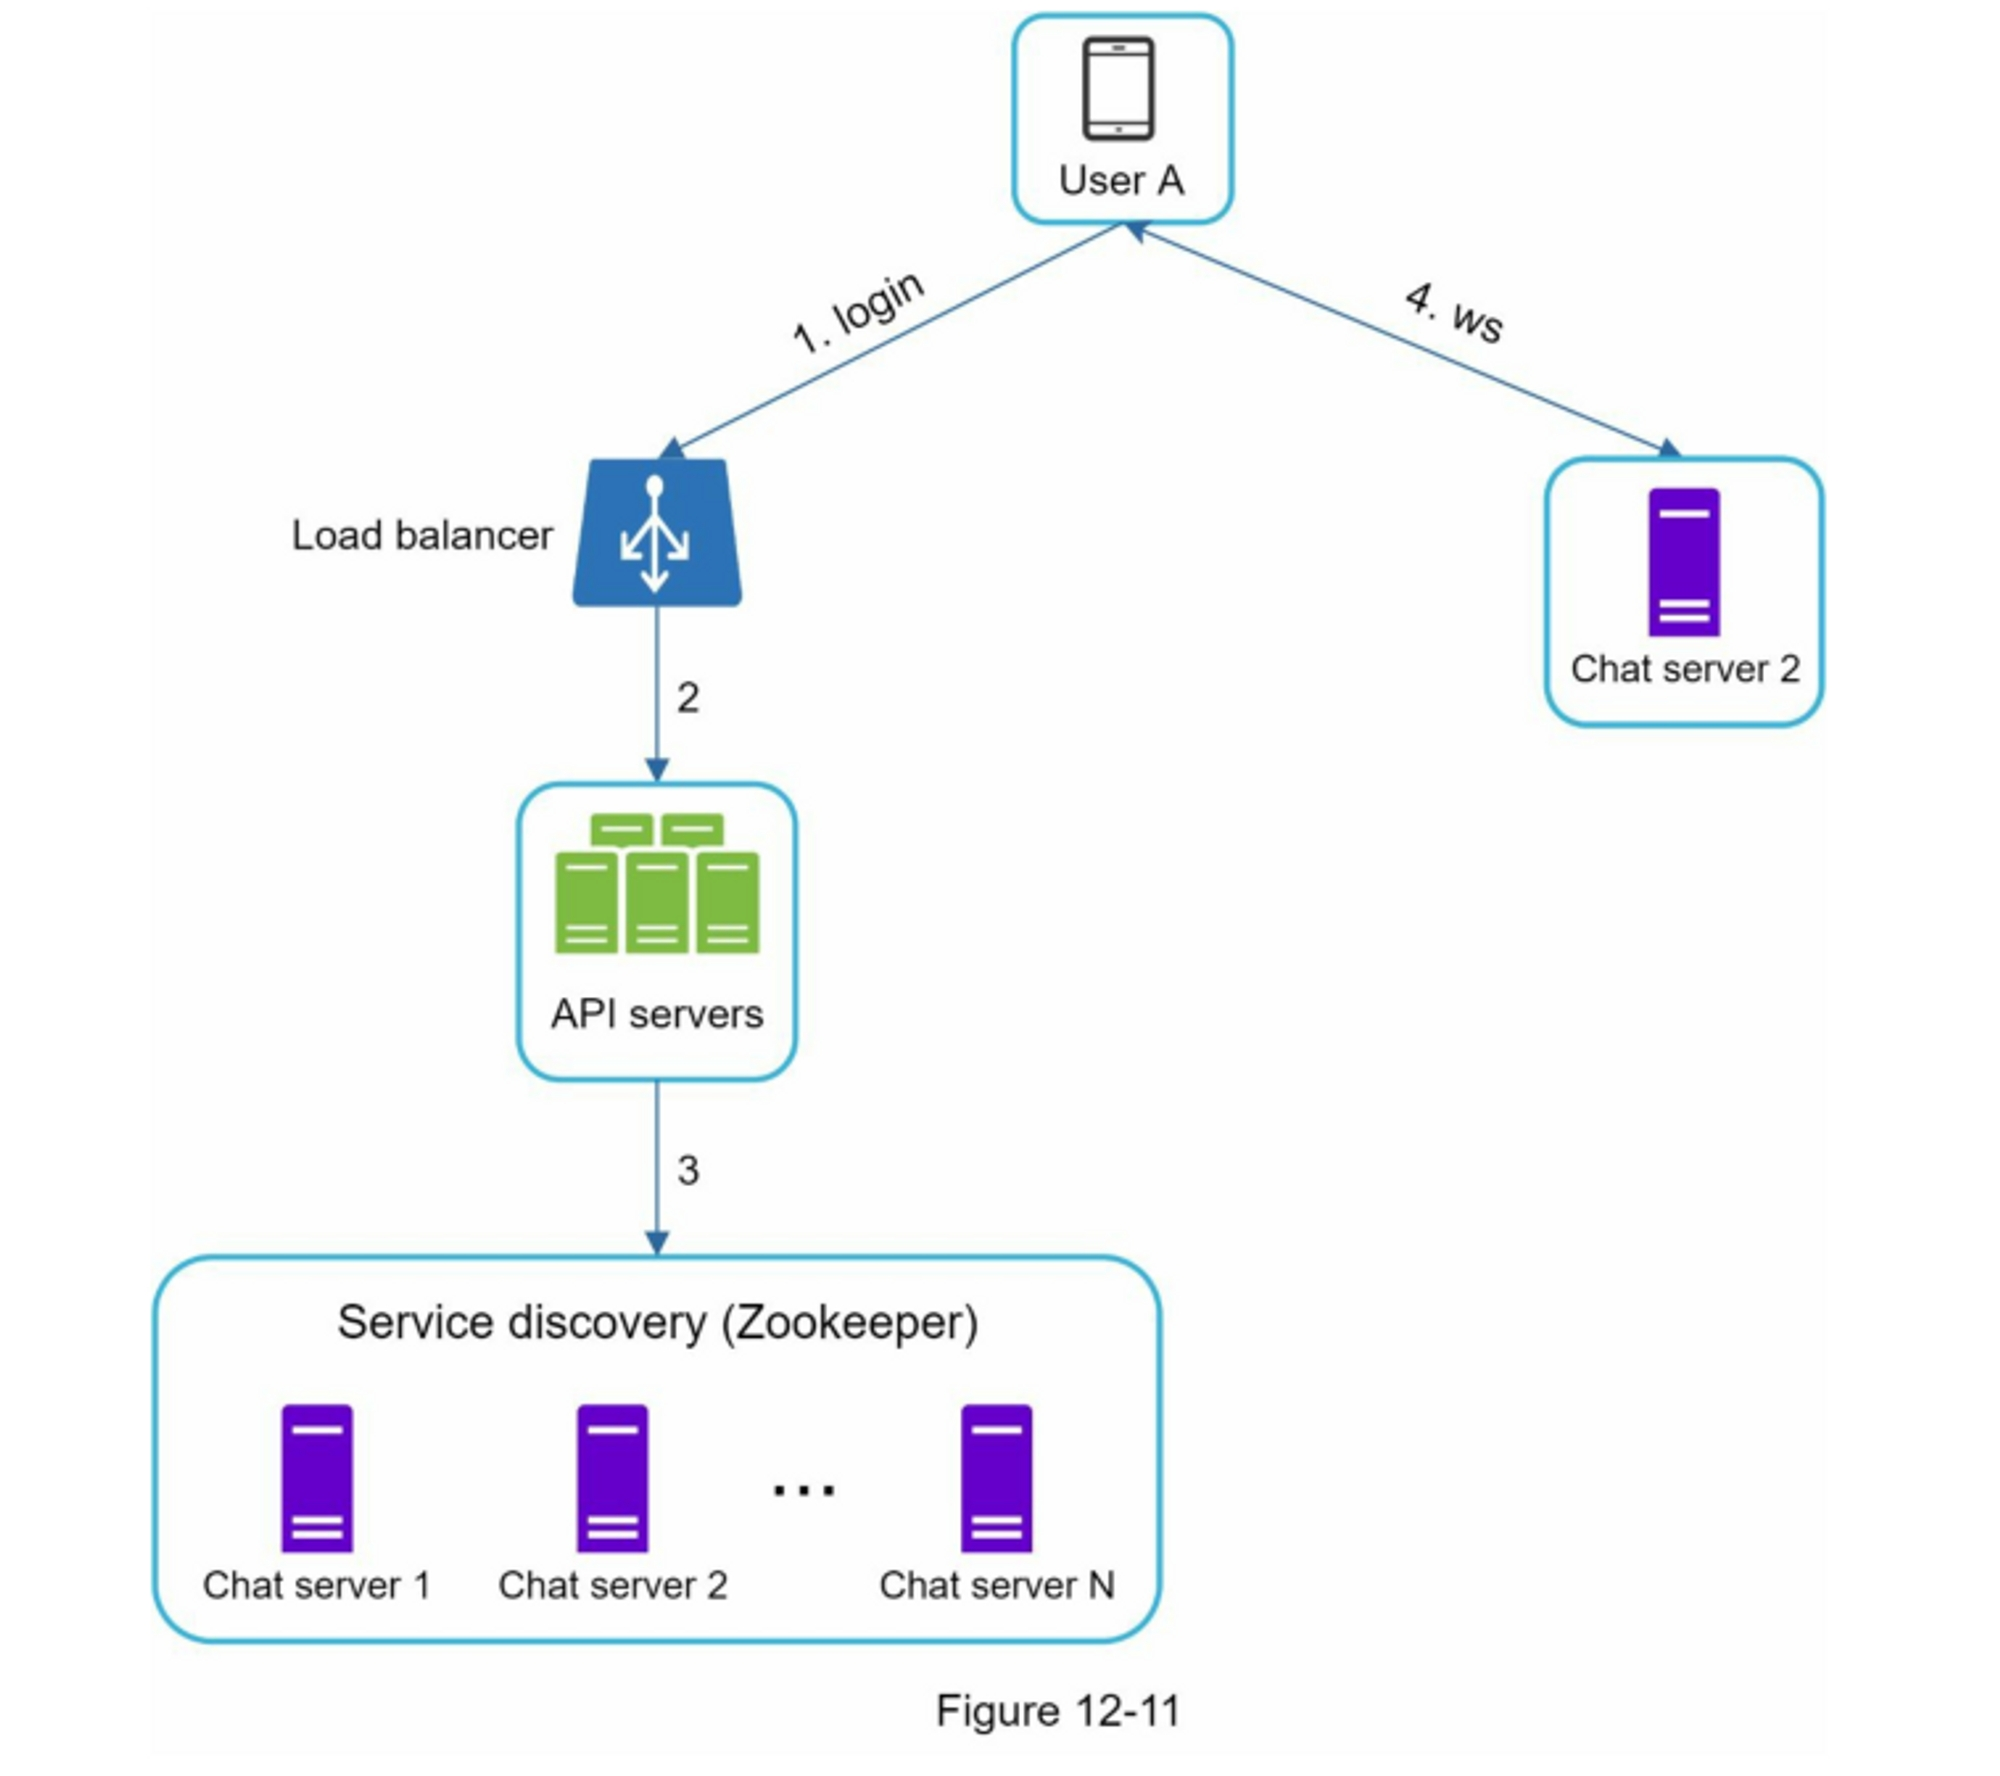 User A
1. login
4. ws
Load balancer
Chat server 2
2
API servers
3
Service discovery (Zookeeper)
...
Chat server 1
Chat server 2
Chat server N
Figure 12-11